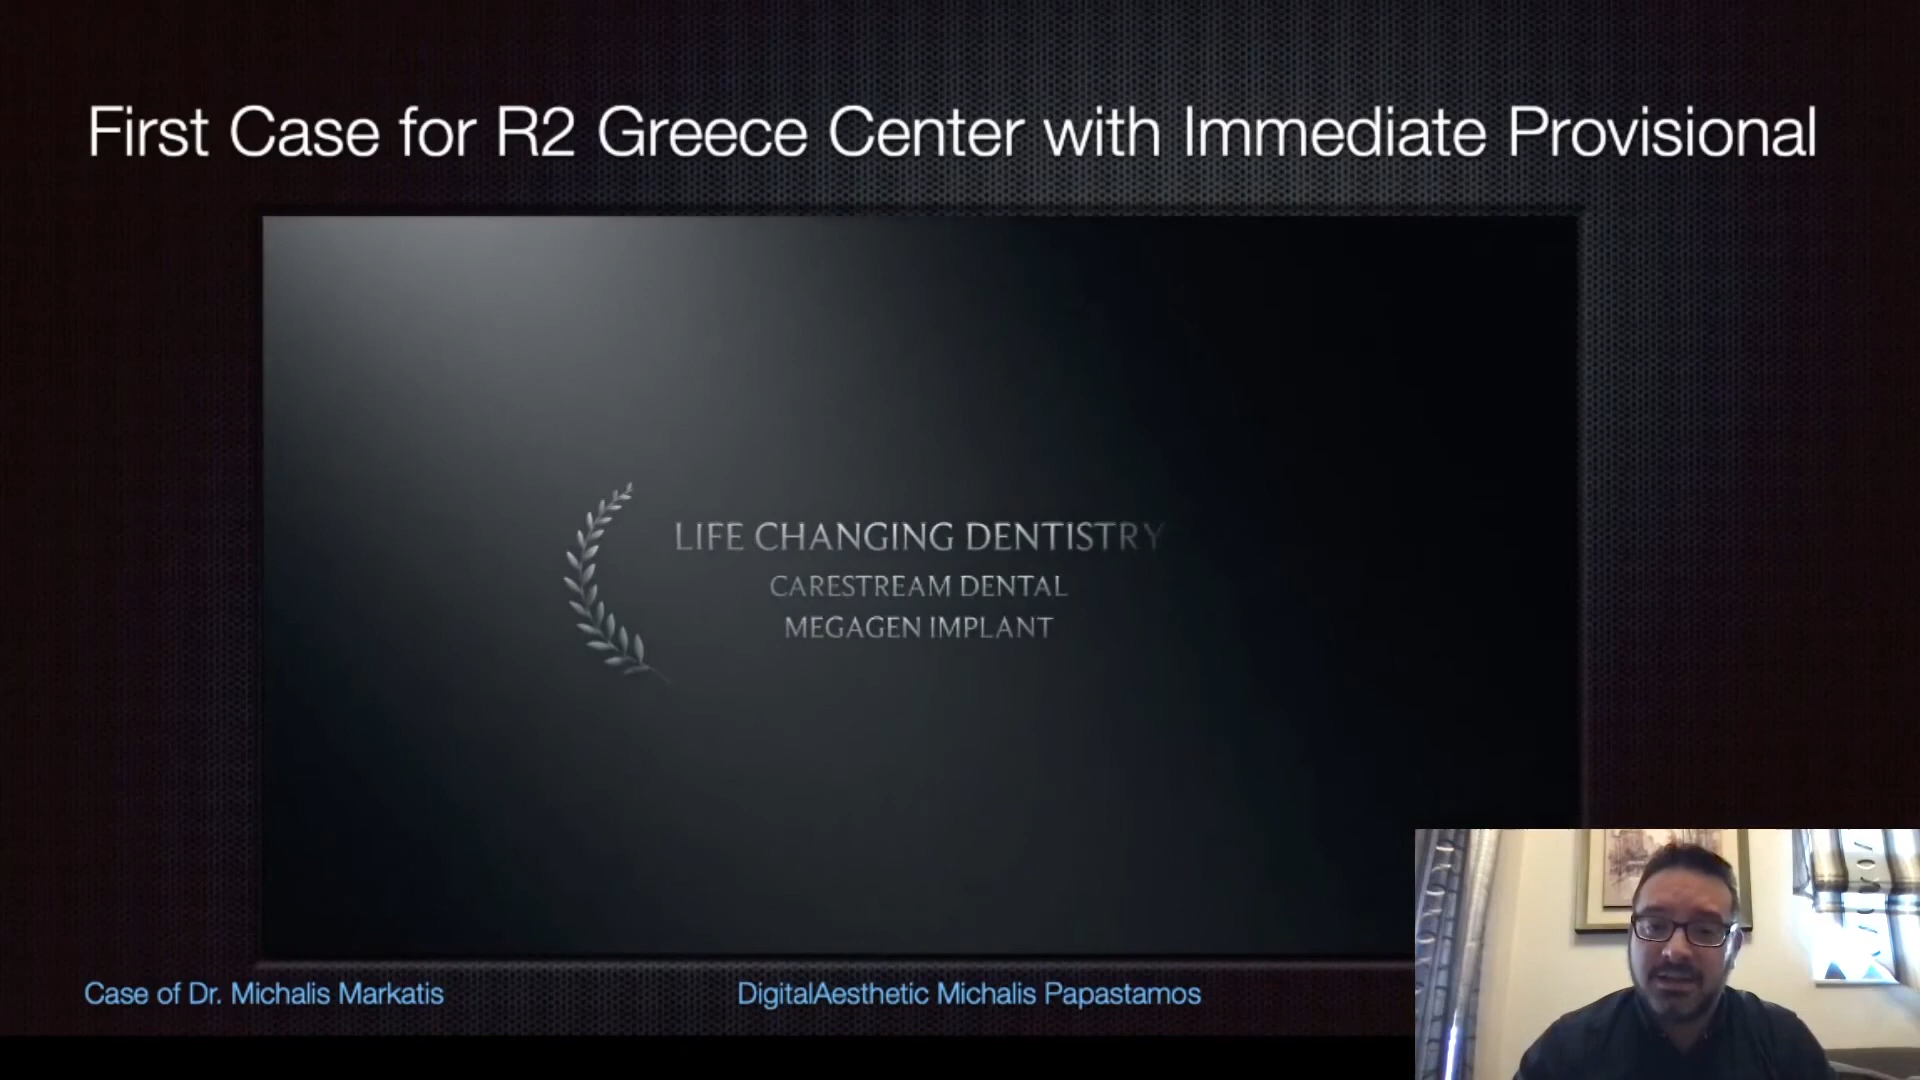 First Case for R2 Greece Center with Immediate Provisional
LIFE CHANGING DENTISTRY
CARESTREAM DENTAL
MEGAGEN IMPLANT
Case of Dr. Michalis Markatis
DigitalAesthetic Michalis Papastamos